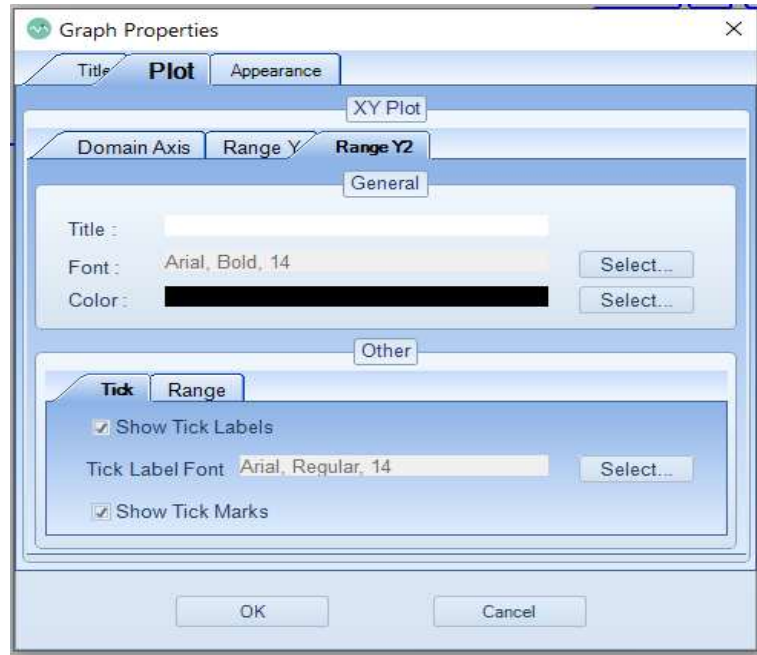 Graph Properties
Title Plot Appearance
XY Plot
Domain Axis Range Y Range Y2
General
Title :
Font : Arial, Bold, 14 Select...
Color : Select...
Other
Tick Range
Show Tick Labels
Tick Label Font Arial, Regular, 14 Select...
Show Tick Marks
OK Cancel